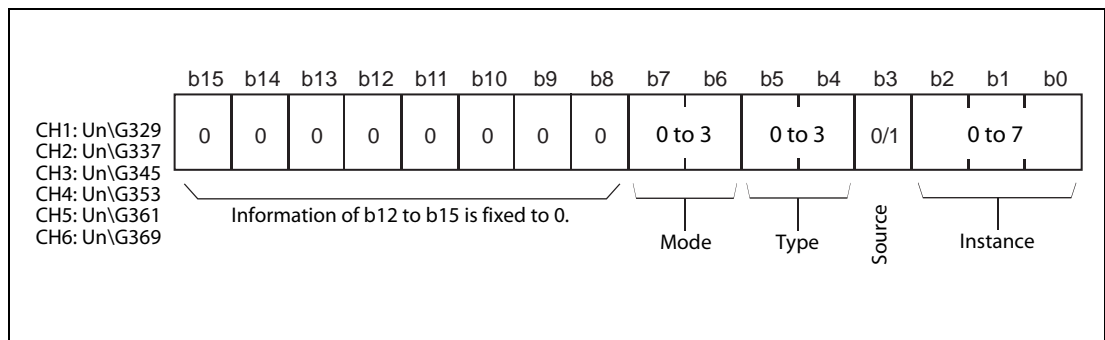 b15 b14 b13 b12 b11 b10 b9 b8 b7 b6 b5 b4 b3 b2 b1 b0
0 0 0 0 0 0 0 0 0 to 3 0 to 3 0/1 0 to 7
CH1: Un\G329
CH2: Un\G337
CH3: Un\G345
CH4: Un\G353
CH5: Un\G361
CH6: Un\G369
Information of b12 to b15 is fixed to 0.
Mode Type Source Instance